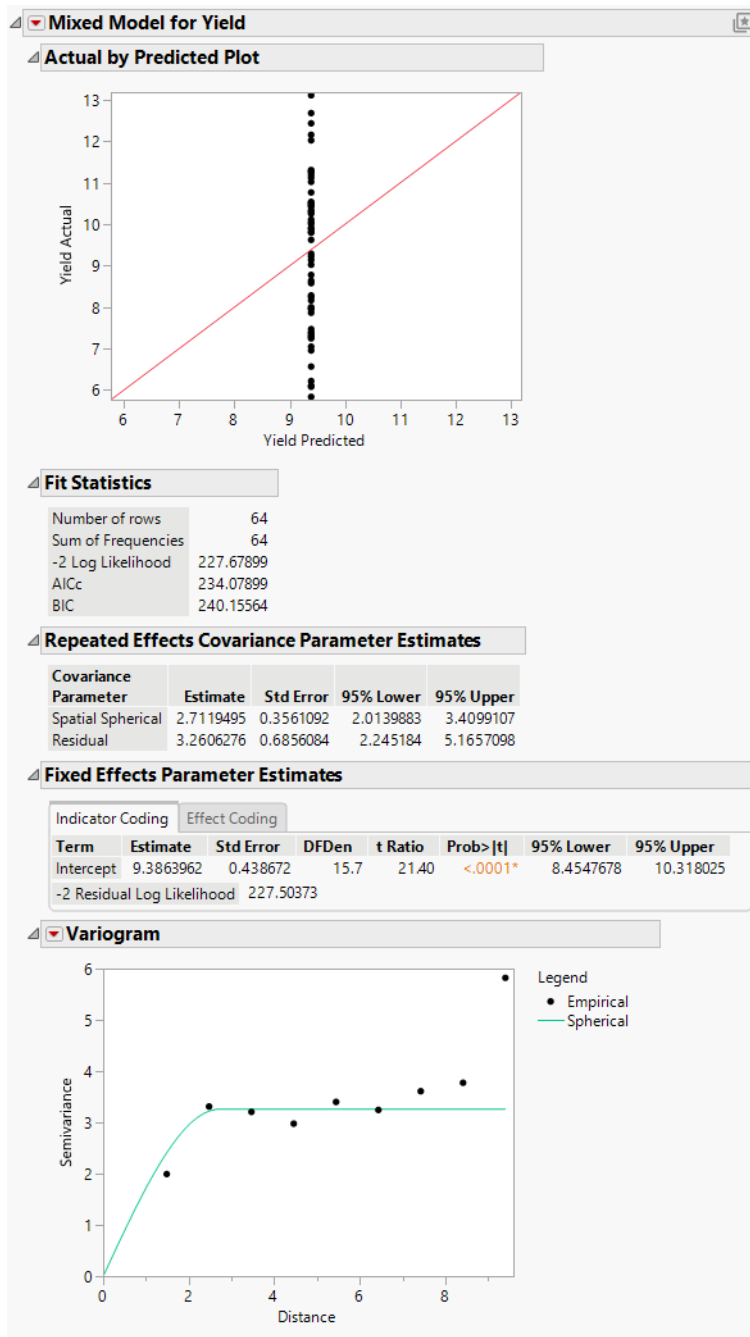 Mixed Model for Yield
Actual by Predicted Plot
13
12
11
10
9
8
7
6
Yield Actual
6 7 8 9 10 11 12 13
Yield Predicted
Fit Statistics
Number of rows 64
Sum of Frequencies 64
-2 Log Likelihood 227.67899
AICc 234.07899
BIC 240.15564
Repeated Effects Covariance Parameter Estimates
Covariance
Parameter Estimate Std Error 95% Lower 95% Upper
Spatial Spherical 2.7119495 0.3561092 2.0139883 3.4099107
Residual 3.2606276 0.6856084 2.245184 5.1657098
Fixed Effects Parameter Estimates
Indicator Coding Effect Coding
Term Estimate Std Error DFDen t Ratio Prob>|t| 95% Lower 95% Upper
Intercept 9.3863962 0.438672 15.7 21.40 <.0001* 8.4547678 10.318025
-2 Residual Log Likelihood 227.50373
Variogram
6
5
4
3
2
1
0
Semivariance
0 2 4 6 8
Distance
Legend
Empirical
Spherical